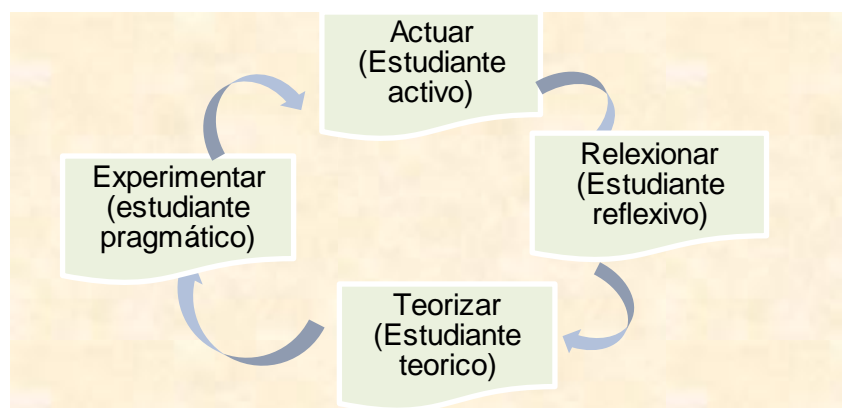 Actuar
(Estudiante
activo)
Relexionar
(Estudiante
reflexivo)
Teorizar
(Estudiante
teorico)
Experimentar
(estudiante
pragmático)